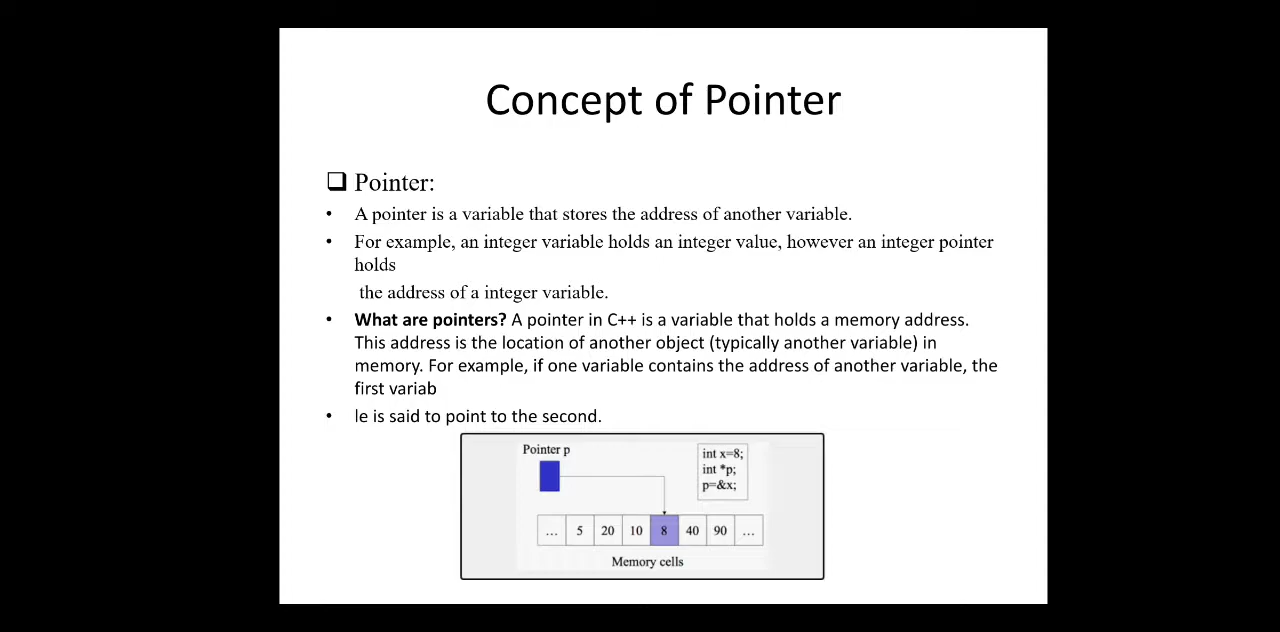 Concept of Pointer
❑ Pointer:
• A pointer is a variable that stores the address of another variable.
• For example, an integer variable holds an integer value, however an integer pointer
holds
the address of a integer variable.
• What are pointers? A pointer in C++ is a variable that holds a memory address.
This address is the location of another object (typically another variable) in
memory. For example, if one variable contains the address of another variable, the
first variab
• le is said to point to the second.
Pointer p
int x=8;
int *p;
p=&x;
... 5 20 10 8 40 90 ...
Memory cells